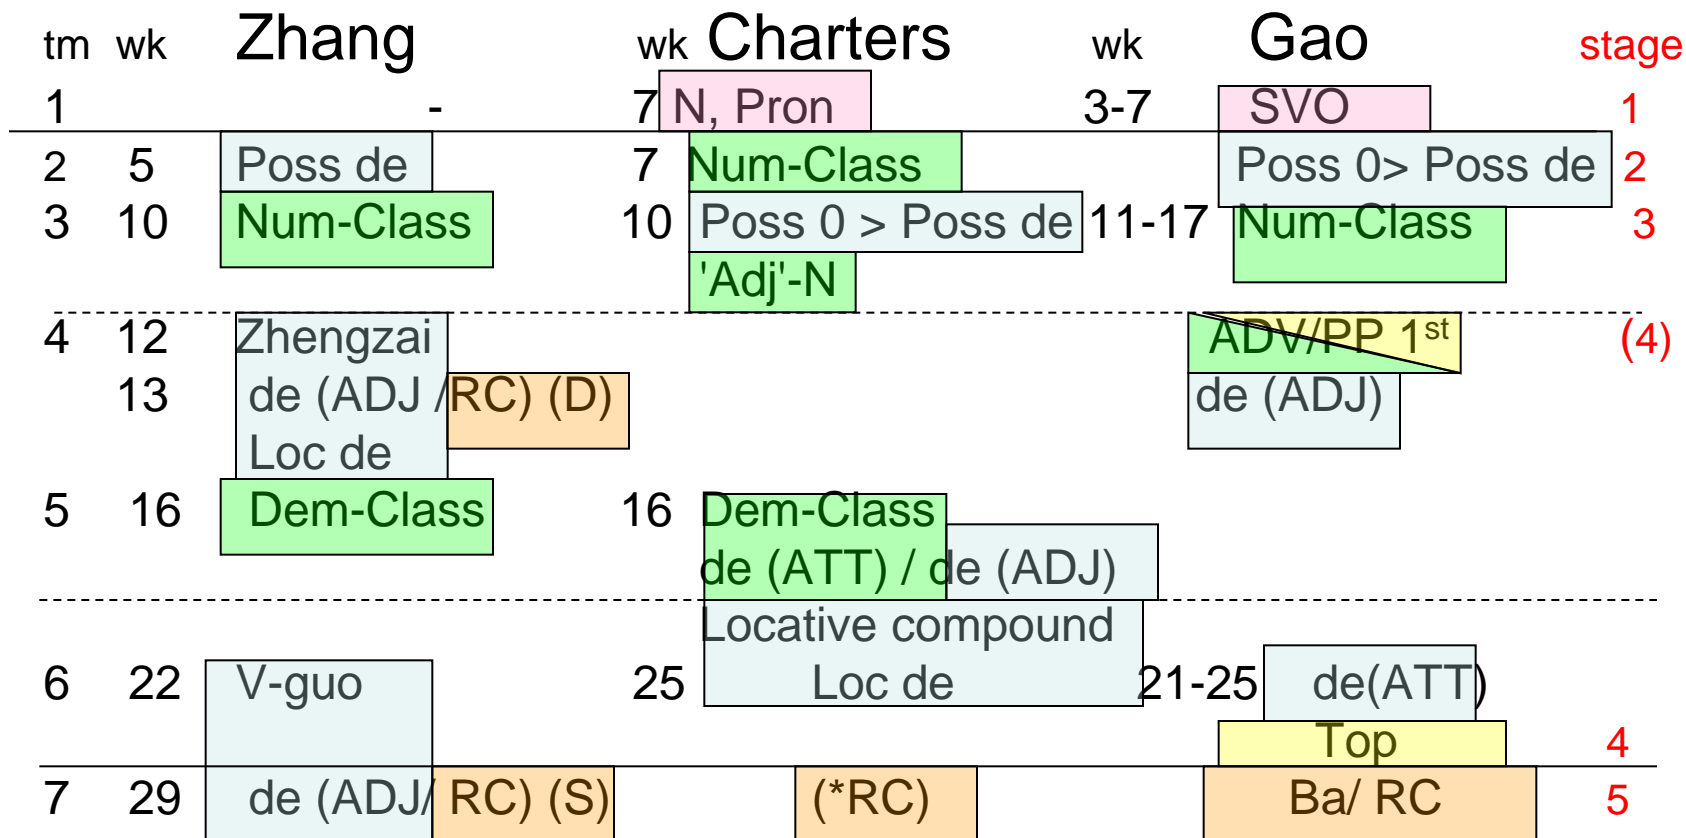 tm wk Zhang wk Charters wk Gao stage
1 - 7 N, Pron 3-7 SVO 1
2 5 Poss de 7 Num-Class Poss 0> Poss de 2
3 10 Num-Class 10 Poss 0 > Poss de 11-17 Num-Class 3
'Adj'-N
4 12 Zhengzai ADV/PP 1st (4)
13 de (ADJ /RC) (D) de (ADJ)
Loc de
5 16 Dem-Class 16 Dem-Class
de (ATT) / de (ADJ)
Locative compound
6 22 V-guo 25 Loc de 21-25 de(ATT)
Top 4
7 29 de (ADJ/ RC) (S) (*RC) Ba/ RC 5